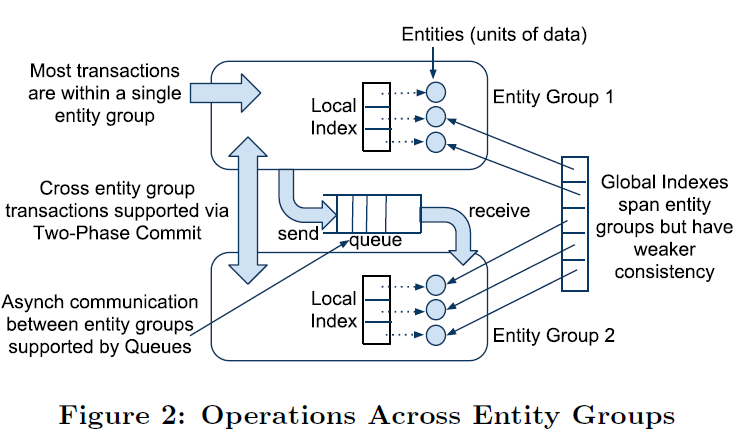 Entities (units of data)
Most transactions
are within a single
entity group
Local
Index
Entity Group 1
Cross entity group
transactions supported via
Two-Phase Commit
send
queue
receive
Global Indexes
span entity
groups but have
weaker
consistency
Asynch communication
between entity groups
supported by Queues
Local
Index
Entity Group 2
Figure 2: Operations Across Entity Groups